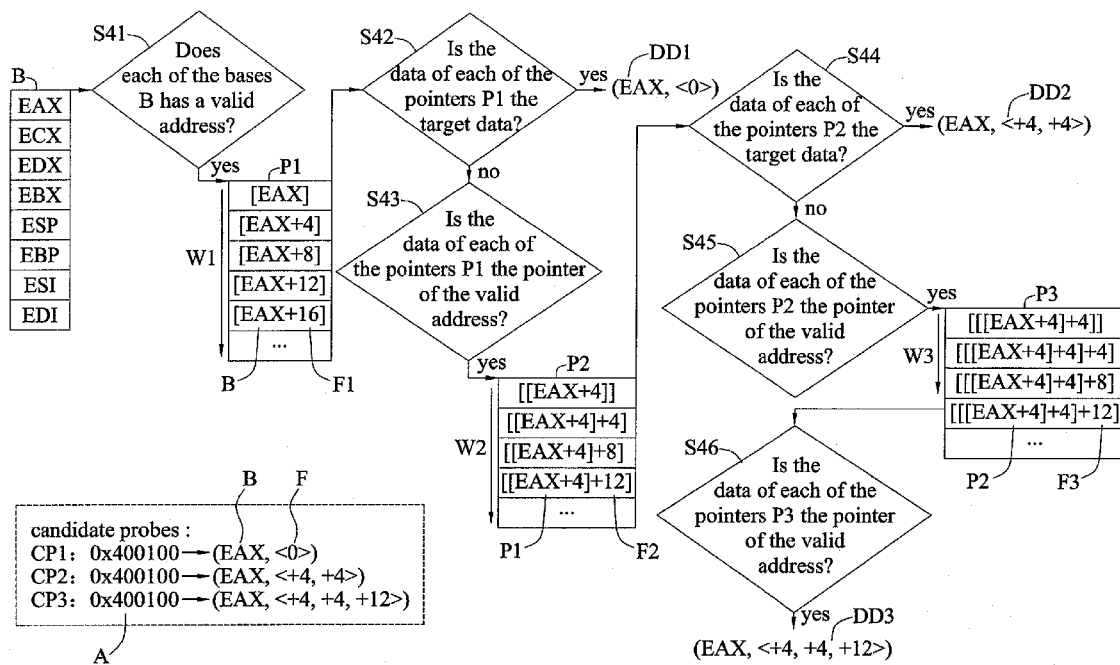 S41
Does
each of the bases
B has a valid
address?
yes
B
EAX
ECX
EDX
EBX
ESP
EBP
ESI
EDI
W1
P1
[EAX]
[EAX+4]
[EAX+8]
[EAX+12]
[EAX+16]
...
B
F1
S42
Is the
data of each of the
pointers P1 the
target data?
yes
DD1
(EAX, <0>)
no
S43
Is the
data of each of
the pointers P1 the pointer
of the valid
address?
yes
W2
P2
[[EAX+4]]
[[EAX+4]+4]
[[EAX+4]+8]
[[EAX+4]+12]
...
P1
F2
S44
Is the
data of each of
the pointers P2 the
target data?
yes
DD2
(EAX, <+4, +4>)
no
S45
Is the
data of each of the
pointers P2 the pointer
of the valid
address?
yes
W3
P3
[[[EAX+4]+4]]
[[[EAX+4]+4]+4]
[[[EAX+4]+4]+8]
[[[EAX+4]+4]+12]
...
P2
F3
S46
Is the
data of each of the
pointers P3 the pointer
of the valid
address?
yes
DD3
(EAX, <+4, +4, +12>)
B
F
candidate probes :
CP1: 0x400100→(EAX, <0>)
CP2: 0x400100→(EAX, <+4, +4>)
CP3: 0x400100→(EAX, <+4, +4, +12>)
A